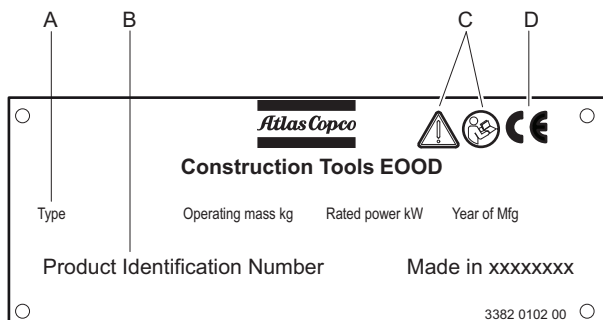 A B C D
Atlas Copco
Construction Tools EOOD
Type Operating mass kg Rated power kW Year of Mfg
Product Identification Number Made in xxxxxxxx
3382 0102 00